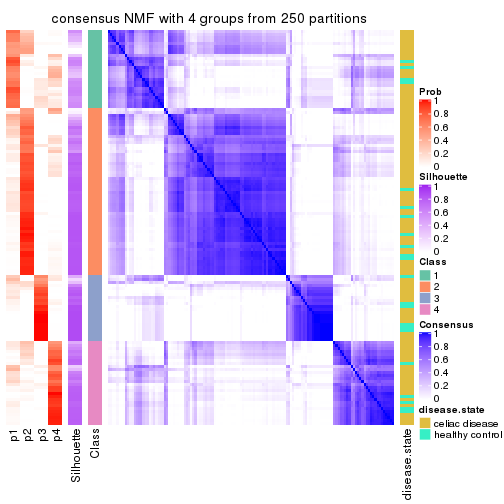 consensus NMF with 4 groups from 250 partitions
Prob
1
0.8
0.6
0.4
0.2
0
Silhouette
1
0.8
0.6
0.4
0.2
0
Class
1
2
3
4
Consensus
1
0.8
0.6
0.4
0.2
0
disease.state
celiac disease
healthy control
p1
p2
p3
p4
Silhouette
Class
disease.state